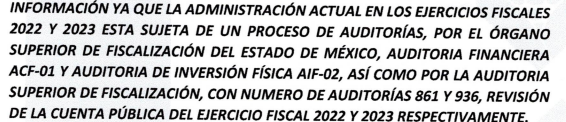 INFORMACIÓN YA QUE LA ADMINISTRACIÓN ACTUAL EN LOS EJERCICIOS FISCALES
2022 Y 2023 ESTA SUJETA DE UN PROCESO DE AUDITORÍAS, POR EL ÓRGANO
SUPERIOR DE FISCALIZACIÓN DEL ESTADO DE MÉXICO, AUDITORIA FINANCIERA
ACF-01 Y AUDITORIA DE INVERSIÓN FÍSICA AIF-02, ASÍ COMO POR LA AUDITORIA
SUPERIOR DE FISCALIZACIÓN, CON NUMERO DE AUDITORÍAS 861 Y 936, REVISIÓN
DE LA CUENTA PÚBLICA DEL EJERCICIO FISCAL 2022 Y 2023 RESPECTIVAMENTE.